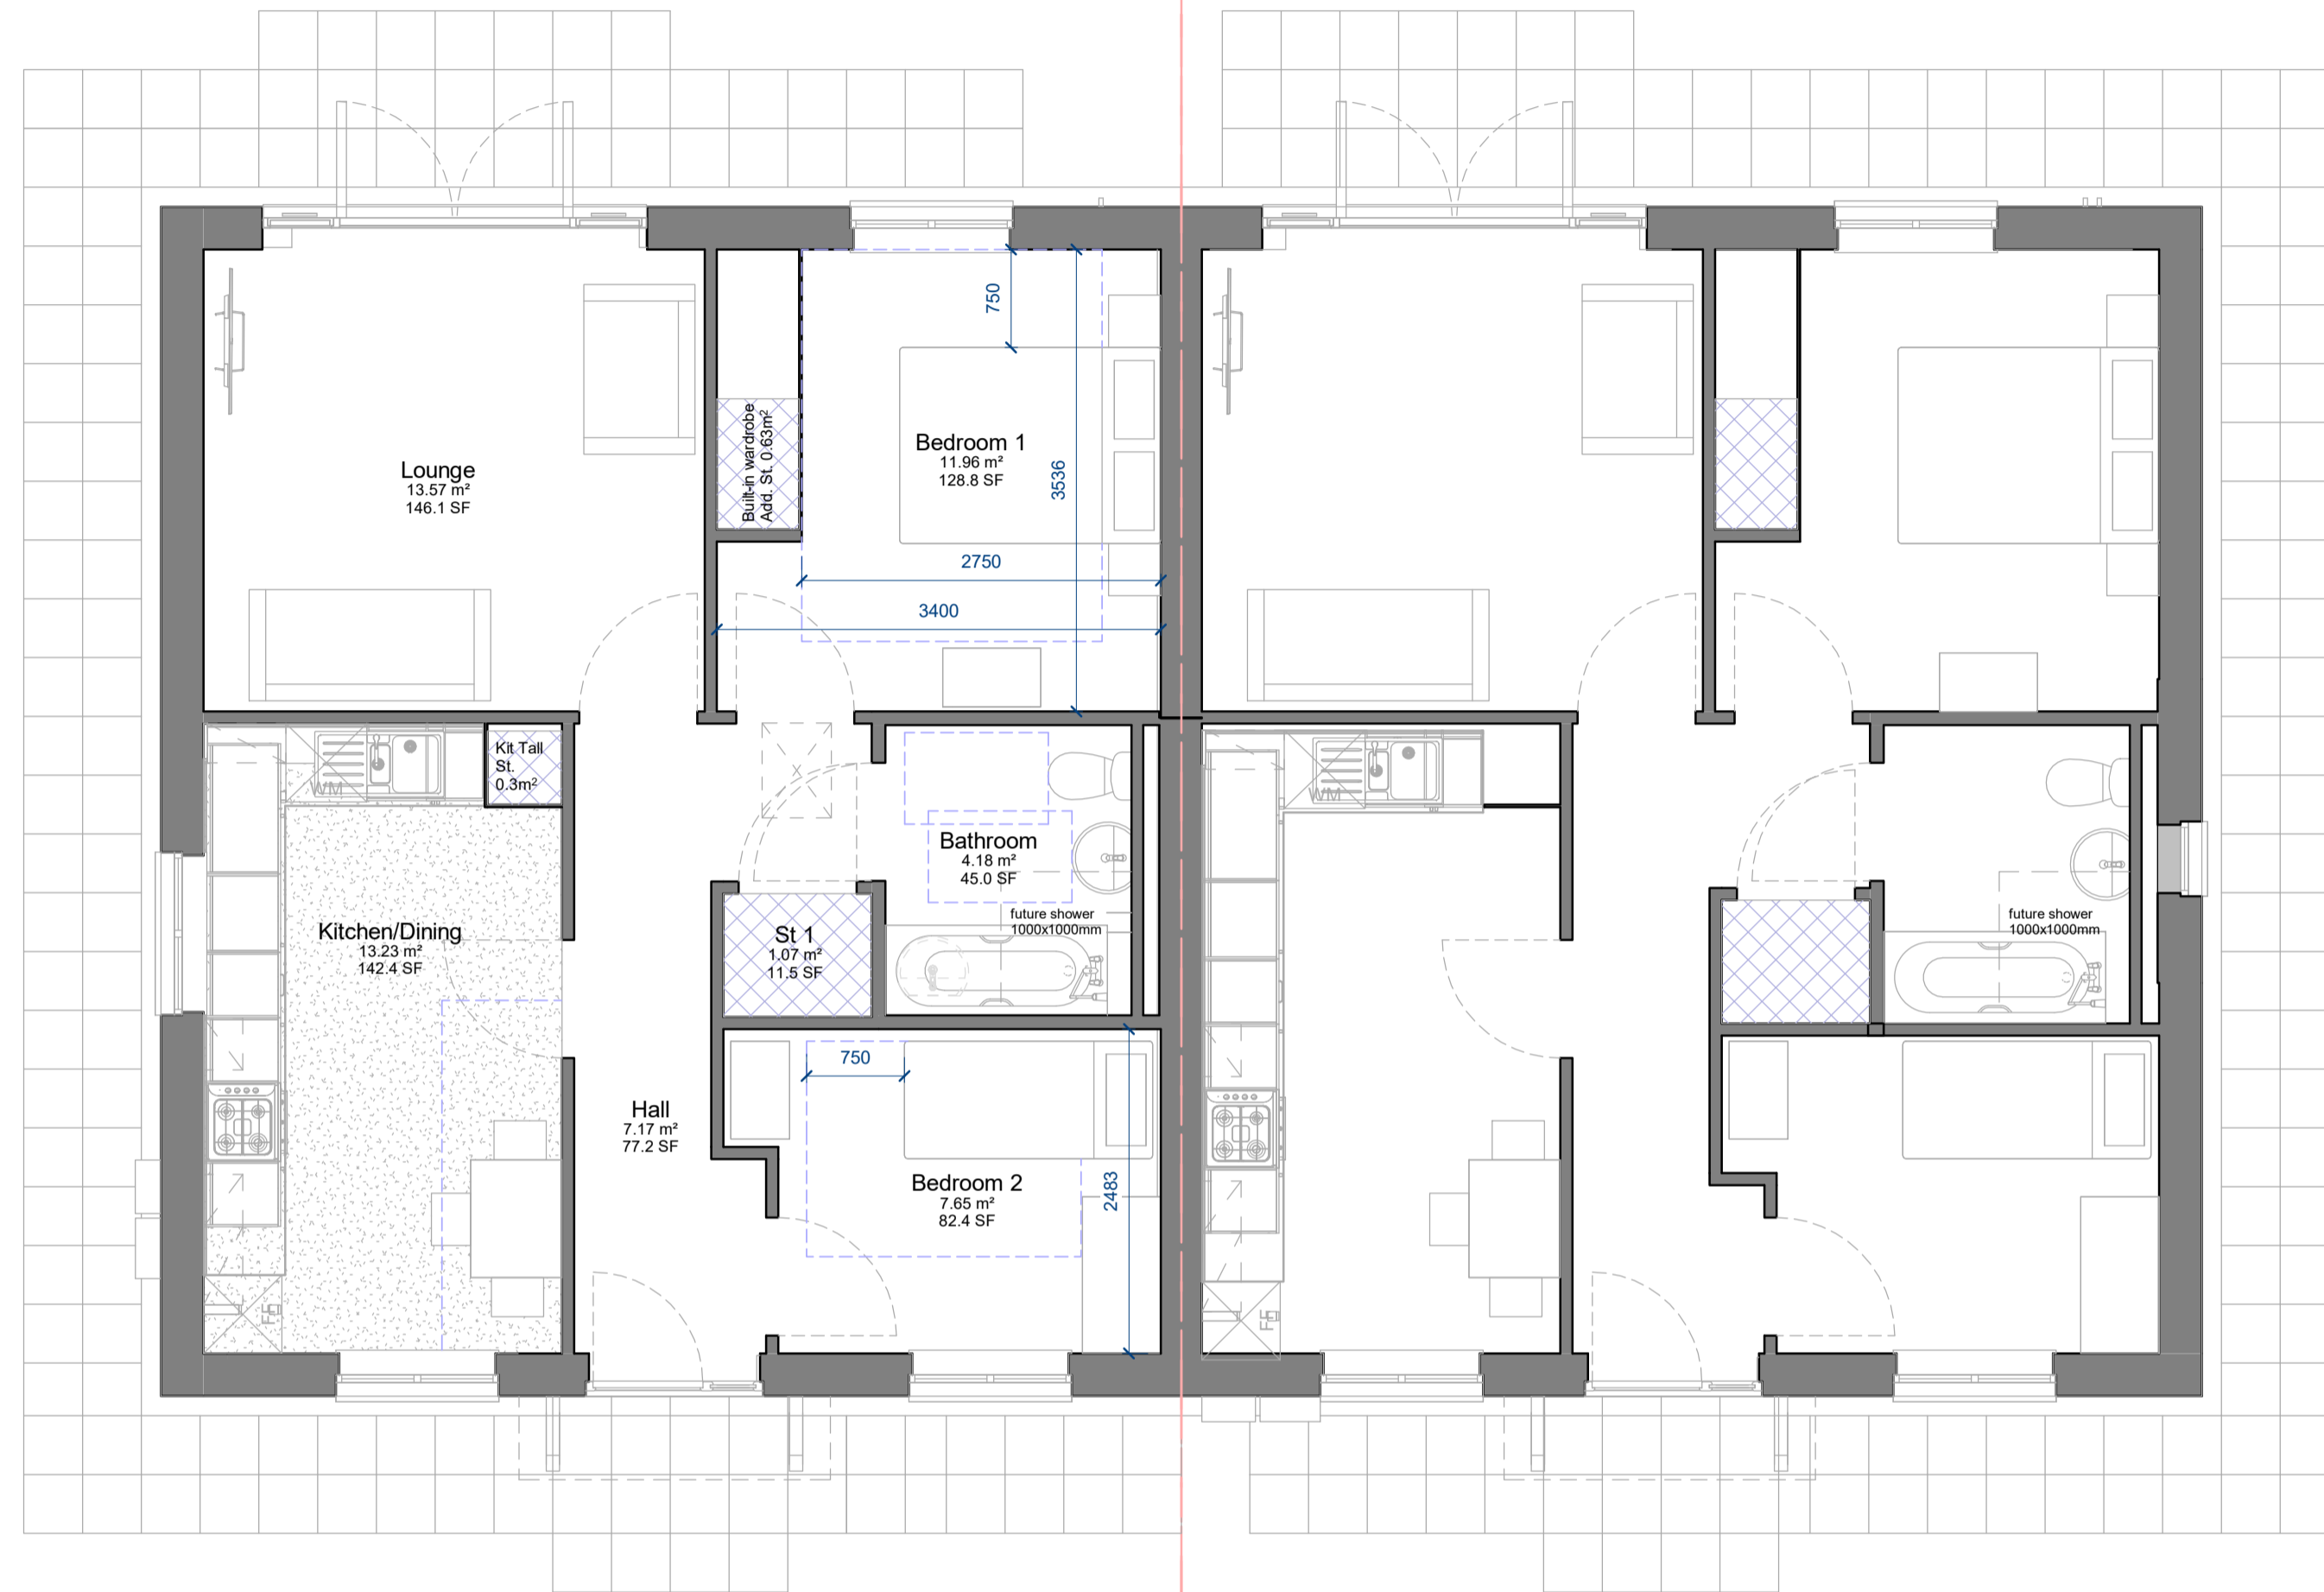 Lounge
13.57 m²
146.1 SF
Built-in wardrobe
Add. St. 0.63m²
Bedroom 1
11.96 m²
128.8 SF
750
3536
2750
3400
Kit Tall
St.
0.3m²
WM
Kitchen/Dining
13.23 m²
142.4 SF
Bathroom
4.18 m²
45.0 SF
future shower
1000x1000mm
St 1
1.07 m²
11.5 SF
Hall
7.17 m²
77.2 SF
750
Bedroom 2
7.65 m²
82.4 SF
2483
WM
future shower
1000x1000mm